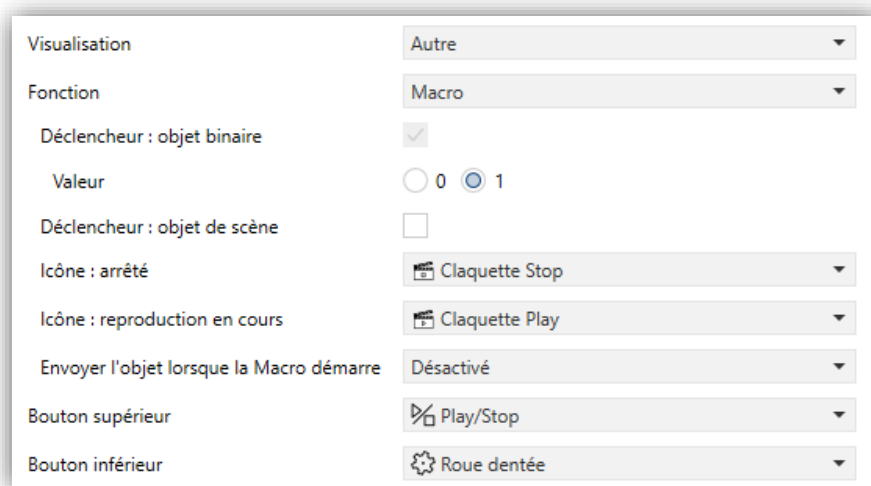 Visualisation Autre
Fonction Macro
Déclencheur : objet binaire
Valeur 0 1
Déclencheur : objet de scène
Icône : arrêté Claquette Stop
Icône : reproduction en cours Claquette Play
Envoyer l'objet lorsque la Macro démarre Désactivé
Bouton supérieur Play/Stop
Bouton inférieur Roue dentée